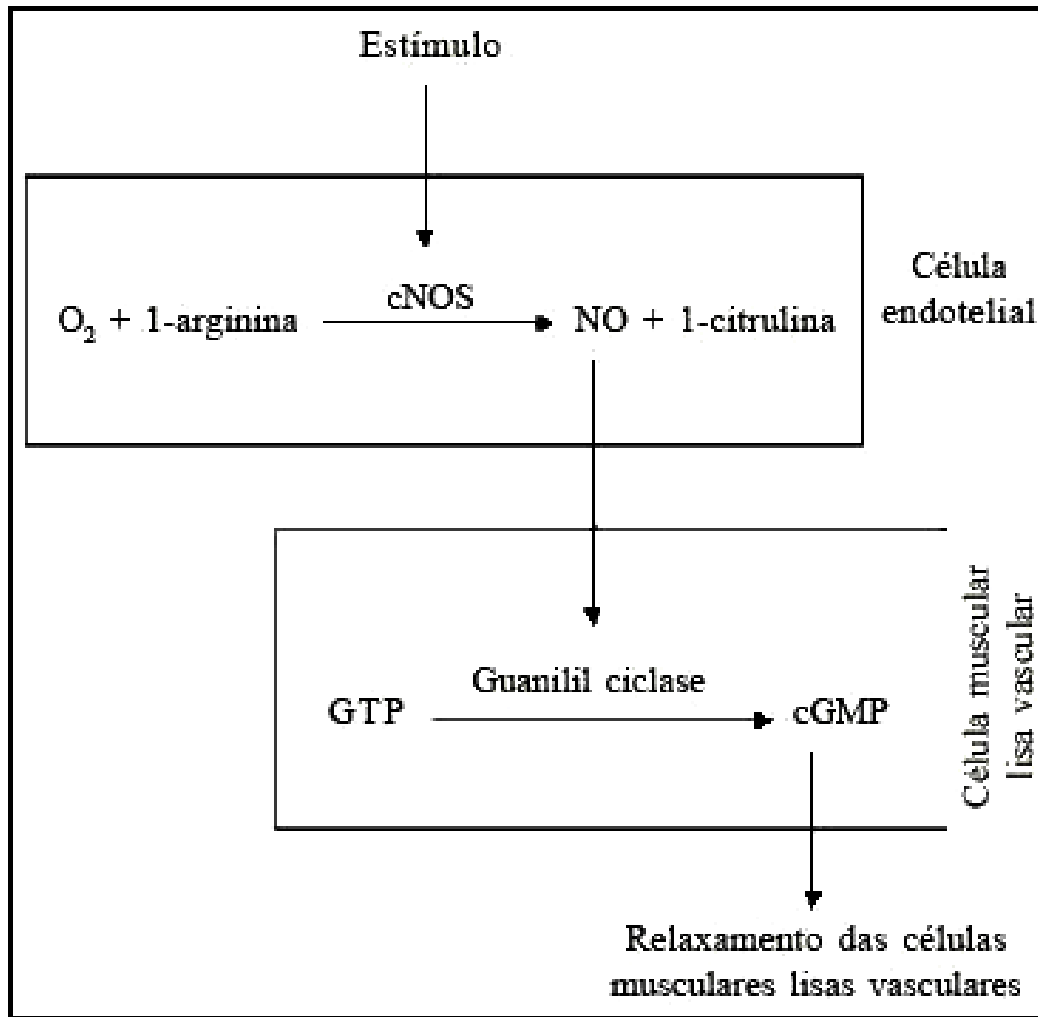 Estímulo
cNOS
O₂ + 1-arginina NO + 1-citrulina
Célula
endotelial
Guanilil ciclase
GTP cGMP
Célula muscular
lisa vascular
Relaxamento das células
musculares lisas vasculares